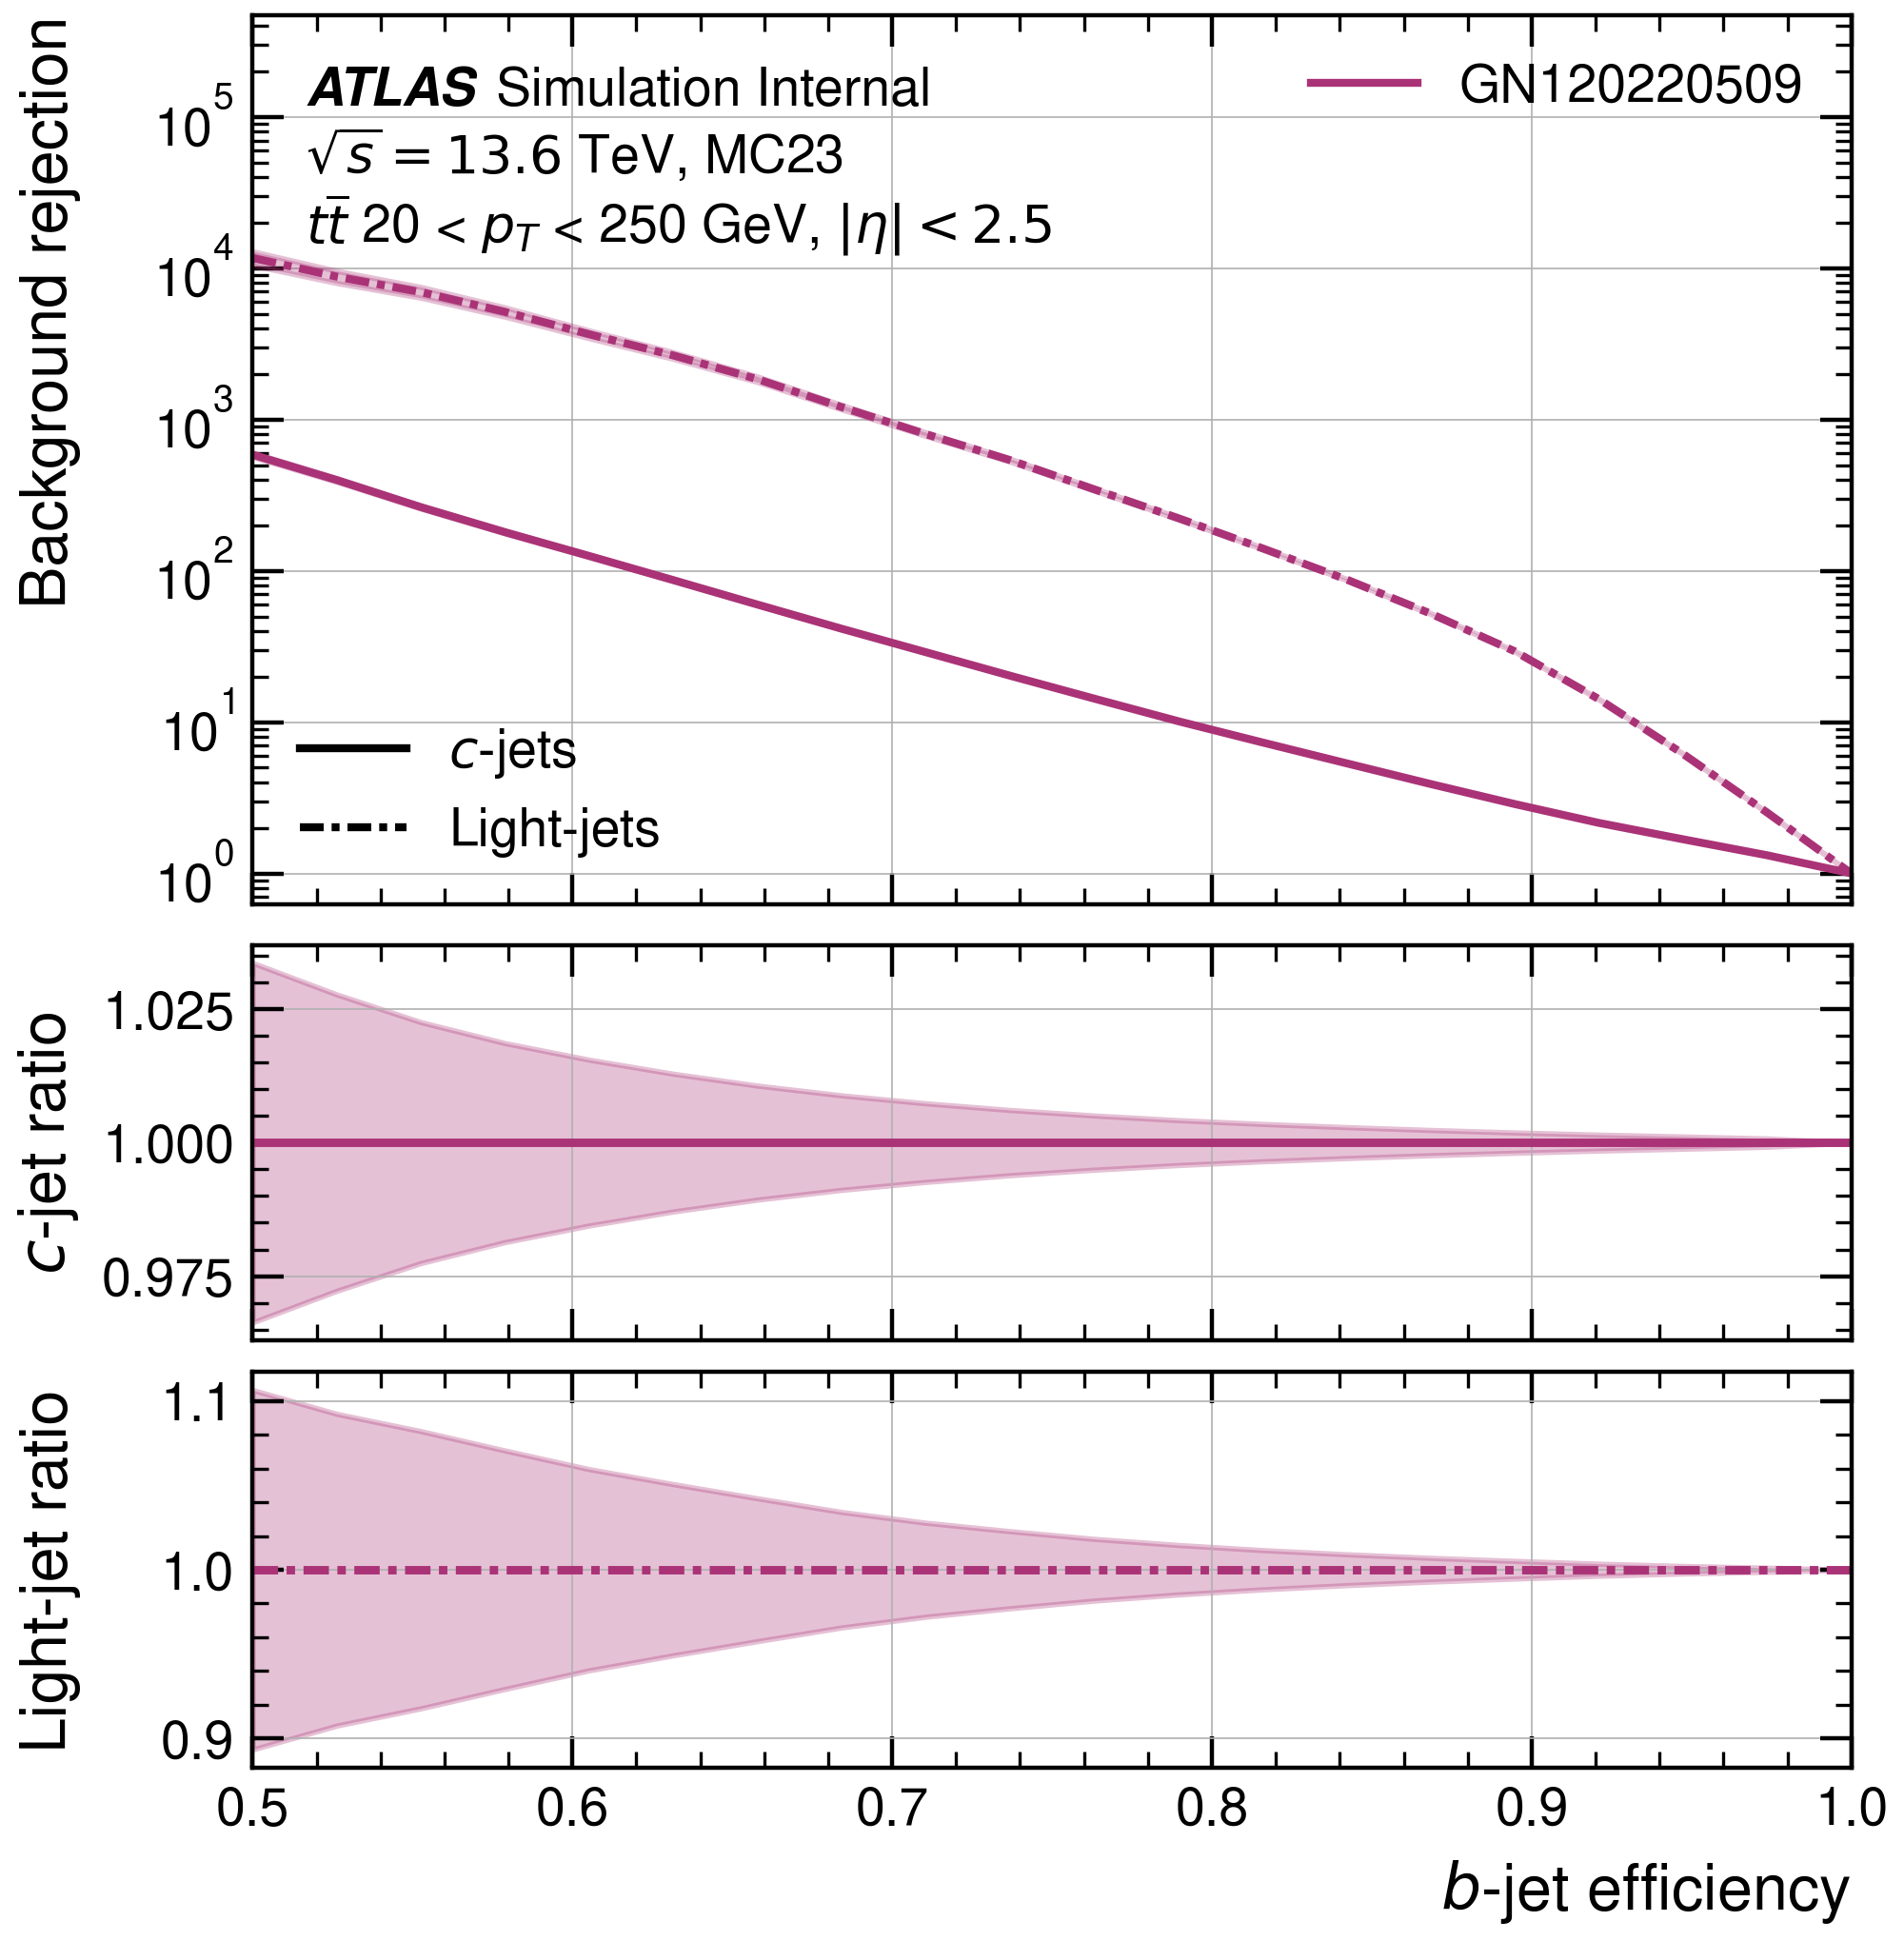 Background rejection
10^5
10^4
10^3
10^2
10^1
10^0
ATLAS Simulation Internal
√s = 13.6 TeV, MC23
tt̄ 20 < p_T < 250 GeV, |η| < 2.5
GN120220509
c-jets
Light-jets
c-jet ratio
1.025
1.000
0.975
Light-jet ratio
1.1
1.0
0.9
0.5 0.6 0.7 0.8 0.9 1.0
b-jet efficiency